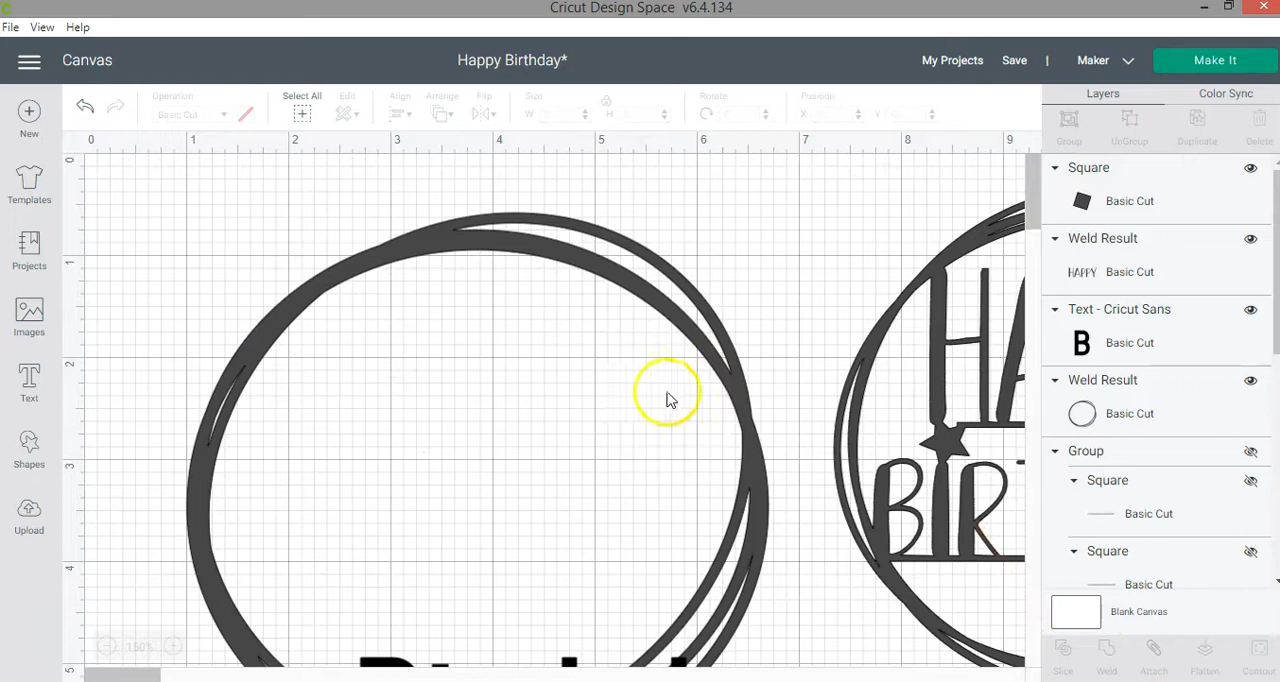 Cricut Design Space v6.4.134
File View Help
Canvas
Happy Birthday*
My Projects Save | Maker Make It
Operation
Basic Cut
Select All
Edit
Align
Arrange
Flip
Size
W
H
Rotate
Position
X
Y
Layers
Color Sync
Group
UnGroup
Duplicate
Delete
0 1 2 3 4 5 6 7 8 9
0
1
2
3
4
5
New
Templates
Projects
Images
Text
Shapes
Upload
BIR
150%
Square
Basic Cut
Weld Result
HAPPY Basic Cut
Text - Cricut Sans
B Basic Cut
Weld Result
Basic Cut
Group
Square
Basic Cut
Square
Basic Cut
Blank Canvas
Slice
Weld
Attach
Flatten
Contour